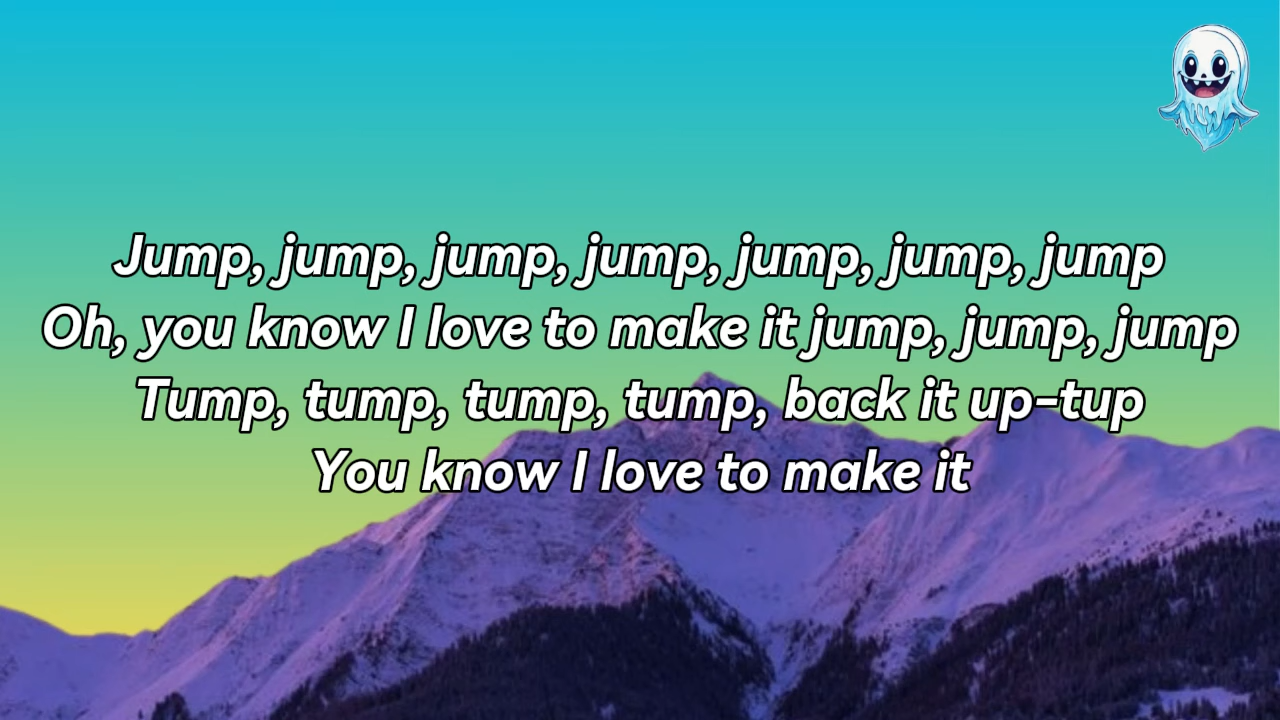 Jump, jump, jump, jump, jump, jump, jump
Oh, you know I love to make it jump, jump, jump
Tump, tump, tump, tump, back it up-tup
You know I love to make it